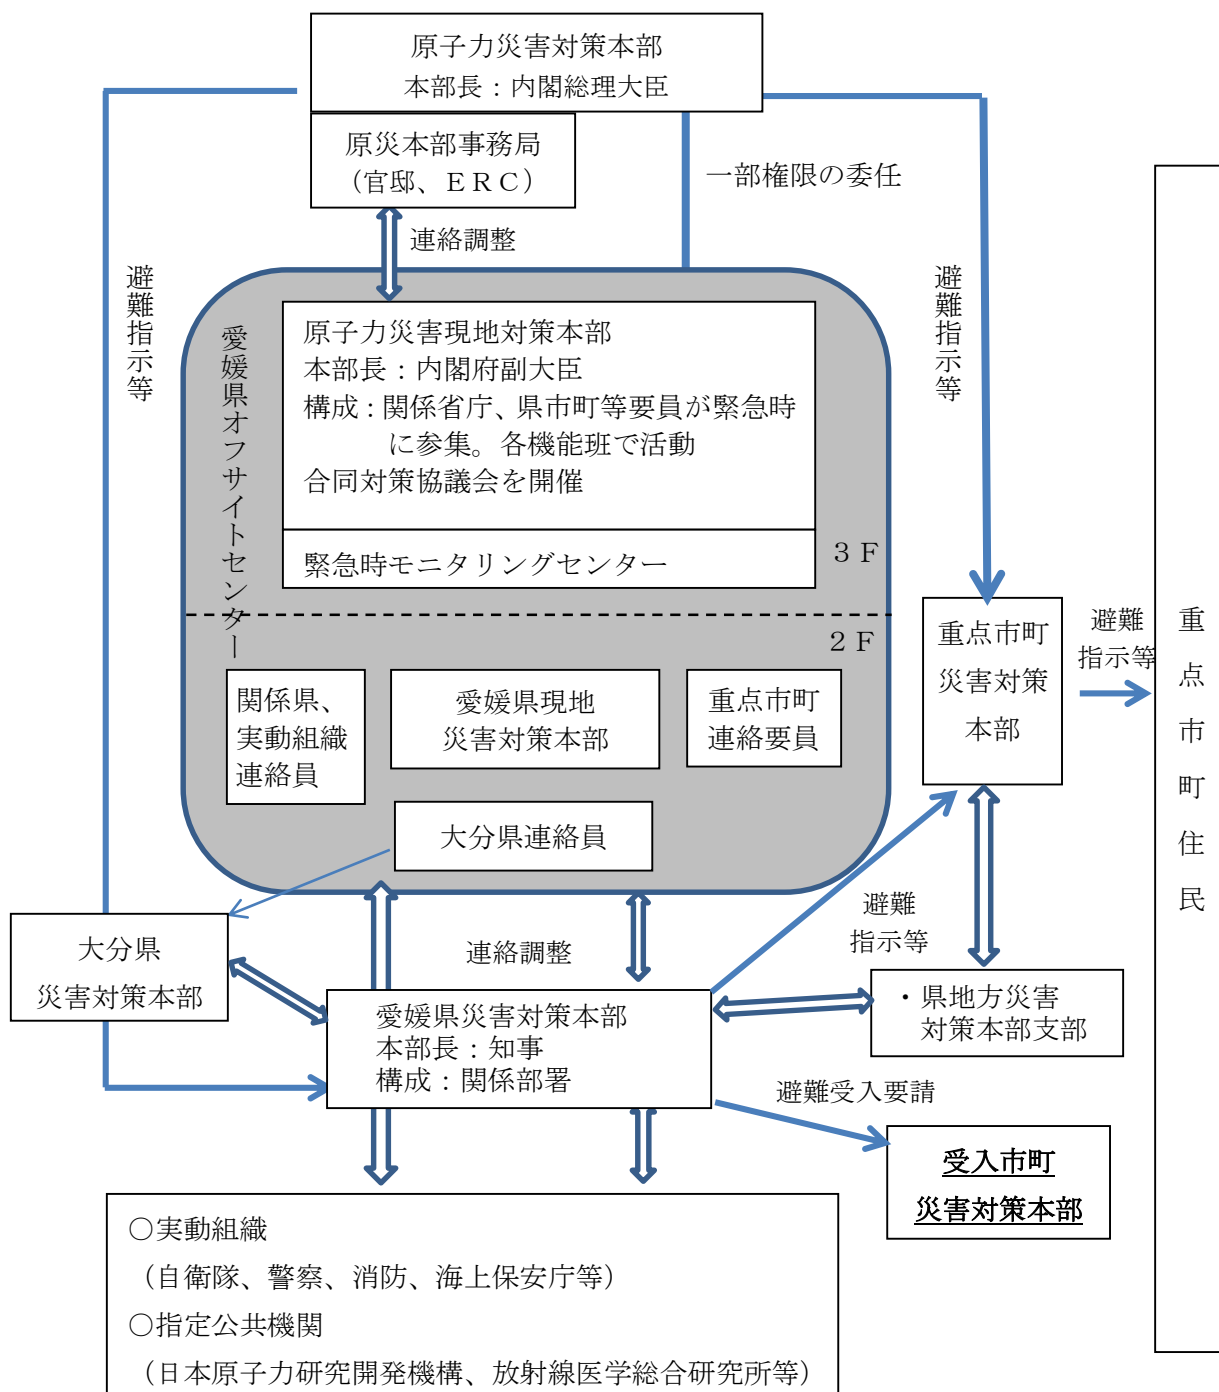 原子力災害対策本部
本部長：内閣総理大臣
原災本部事務局
（官邸、ＥＲＣ）
一部権限の委任
連絡調整
避難指示等
避難指示等
愛媛県オフサイトセンター
原子力災害現地対策本部
本部長：内閣府副大臣
構成：関係省庁、県市町等要員が緊急時
に参集。各機能班で活動
合同対策協議会を開催
緊急時モニタリングセンター
３Ｆ
２Ｆ
関係県、
実動組織
連絡員
愛媛県現地
災害対策本部
重点市町
連絡要員
大分県連絡員
重点市町
災害対策
本部
避難
指示等
重点市町住民
大分県
災害対策本部
連絡調整
避難
指示等
愛媛県災害対策本部
本部長：知事
構成：関係部署
・県地方災害
対策本部支部
避難受入要請
受入市町
災害対策本部
○実動組織
（自衛隊、警察、消防、海上保安庁等）
○指定公共機関
（日本原子力研究開発機構、放射線医学総合研究所等）